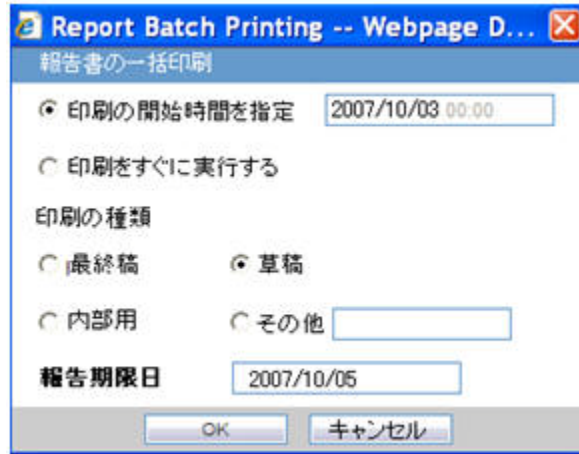 Report Batch Printing -- Webpage D...
報告書の一括印刷
印刷の開始時間を指定 2007/10/03 00:00
印刷をすぐに実行する
印刷の種類
最終稿 草稿
内部用 その他
報告期限日 2007/10/05
OK キャンセル